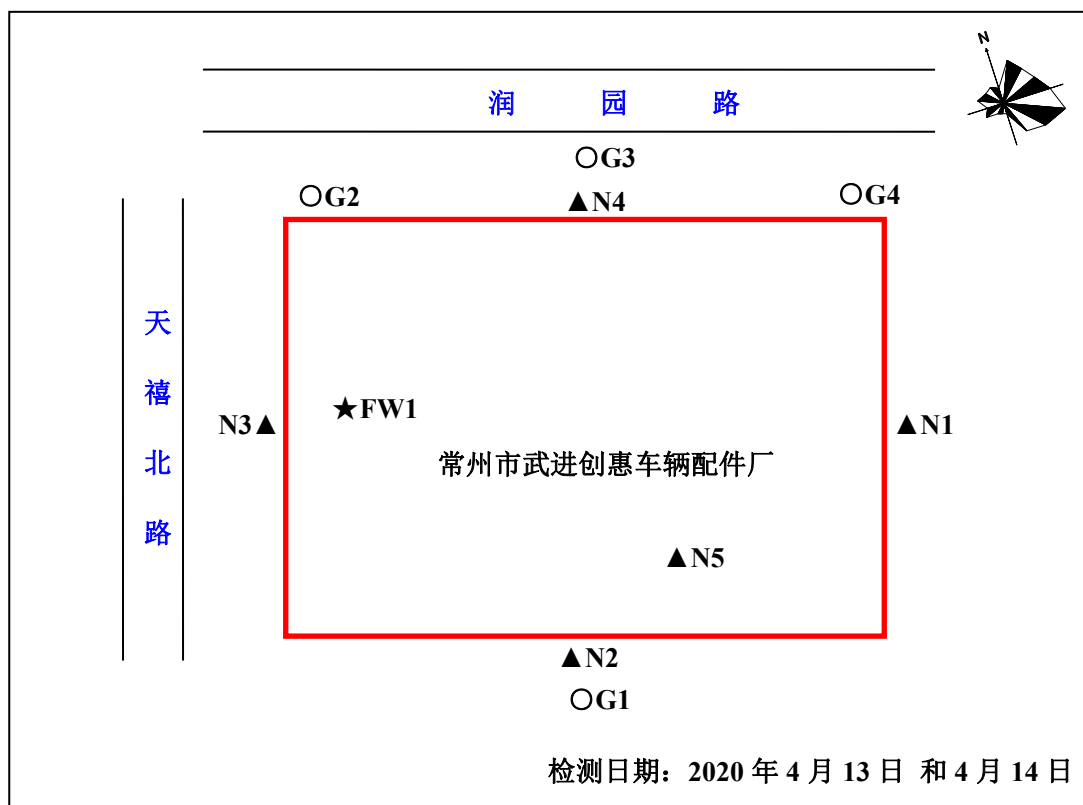 N
润 园 路
○G3
○G2
▲N4
○G4
天禧北路
★FW1
N3▲
▲N1
常州市武进创惠车辆配件厂
▲N5
▲N2
○G1
检测日期：2020 年 4 月 13 日 和 4 月 14 日